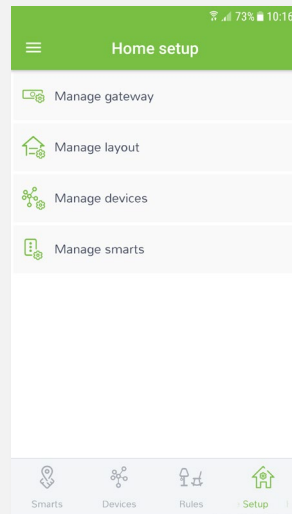 73% 10:16
Home setup
Manage gateway
Manage layout
Manage devices
Manage smarts
Smarts Devices Rules Setup